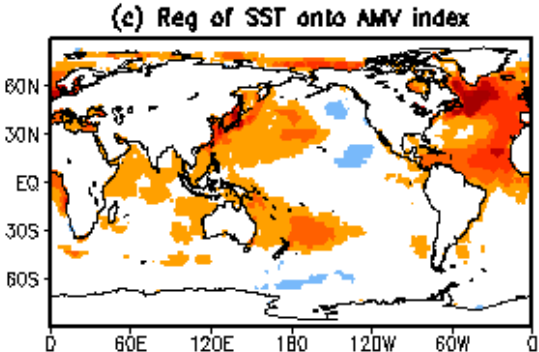 (c) Reg of SST onto AMV index
60N
30N
EQ
30S
60S
0 60E 120E 180 120W 60W 0